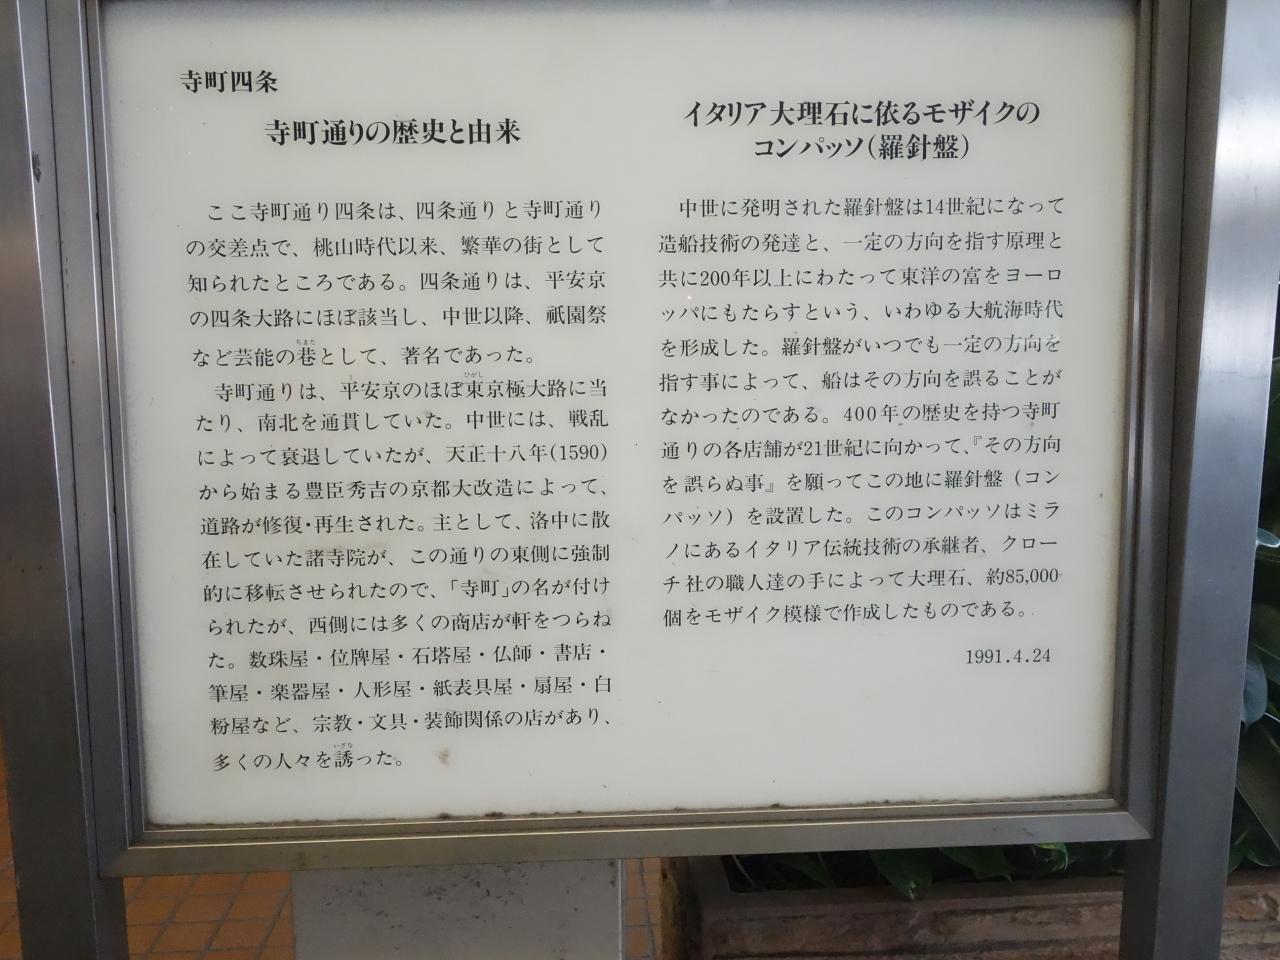 寺町四条
寺町通りの歴史と由来
ここ寺町通り四条は、四条通りと寺町通り
の交差点で、桃山時代以来、繁華の街として
知られたところである。四条通りは、平安京
の四条大路にほぼ該当し、中世以降、祇園祭
など芸能の巷として、著名であった。
ちまた
寺町通りは、平安京のほぼ東京極大路に当
ひがし
たり、南北を通貫していた。中世には、戦乱
によって衰退していたが、天正十八年(1590)
から始まる豊臣秀吉の京都大改造によって、
道路が修復・再生された。主として、洛中に散
在していた諸寺院が、この通りの東側に強制
的に移転させられたので、「寺町」の名が付け
られたが、西側には多くの商店が軒をつらね
た。数珠屋・位牌屋・石塔屋・仏師・書店・
筆屋・楽器屋・人形屋・紙表具屋・扇屋・白
粉屋など、宗教・文具・装飾関係の店があり、
多くの人々を誘った。
いざな
イタリア大理石に依るモザイクの
コンパッソ(羅針盤)
中世に発明された羅針盤は14世紀になって
造船技術の発達と、一定の方向を指す原理と
共に200年以上にわたって東洋の富をヨーロ
ッパにもたらすという、いわゆる大航海時代
を形成した。羅針盤がいつでも一定の方向を
指す事によって、船はその方向を誤ることが
なかったのである。400年の歴史を持つ寺町
通りの各店舗が21世紀に向かって、『その方向
を誤らぬ事』を願ってこの地に羅針盤（コン
パッソ）を設置した。このコンパッソはミラ
ノにあるイタリア伝統技術の承継者、クロー
チ社の職人達の手によって大理石、約85,000
個をモザイク模様で作成したものである。
1991.4.24